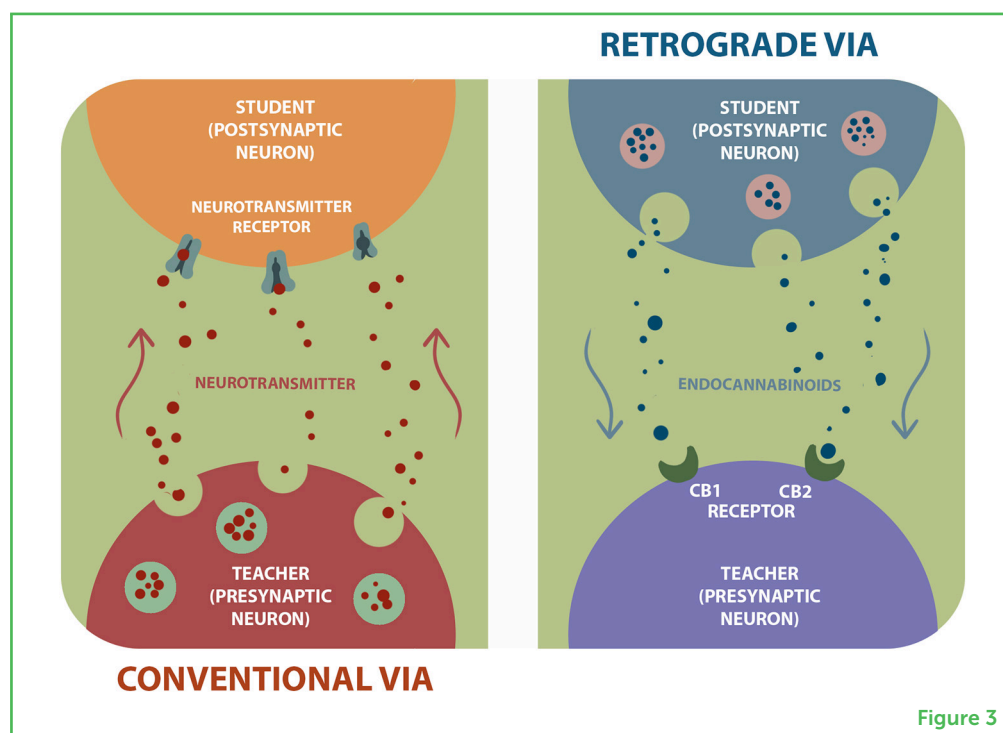 RETROGRADE VIA
STUDENT
(POSTSYNAPTIC
NEURON)
NEUROTRANSMITTER
RECEPTOR
NEUROTRANSMITTER
TEACHER
(PRESYNAPTIC
NEURON)
CONVENTIONAL VIA
STUDENT
(POSTSYNAPTIC
NEURON)
ENDOCANNABINOIDS
CB1 CB2
RECEPTOR
TEACHER
(PRESYNAPTIC
NEURON)
Figure 3